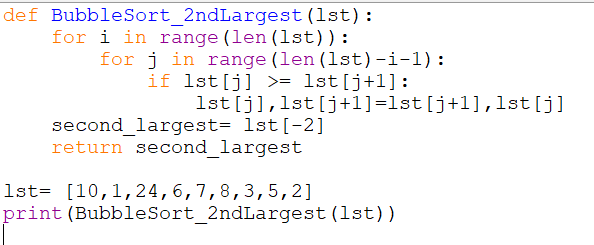 def BubbleSort_2ndLargest(lst):
    for i in range(len(lst)):
        for j in range(len(lst)-i-1):
            if lst[j] >= lst[j+1]:
                lst[j],lst[j+1]=lst[j+1],lst[j]
    second_largest= lst[-2]
    return second_largest

lst= [10,1,24,6,7,8,3,5,2]
print(BubbleSort_2ndLargest(lst))